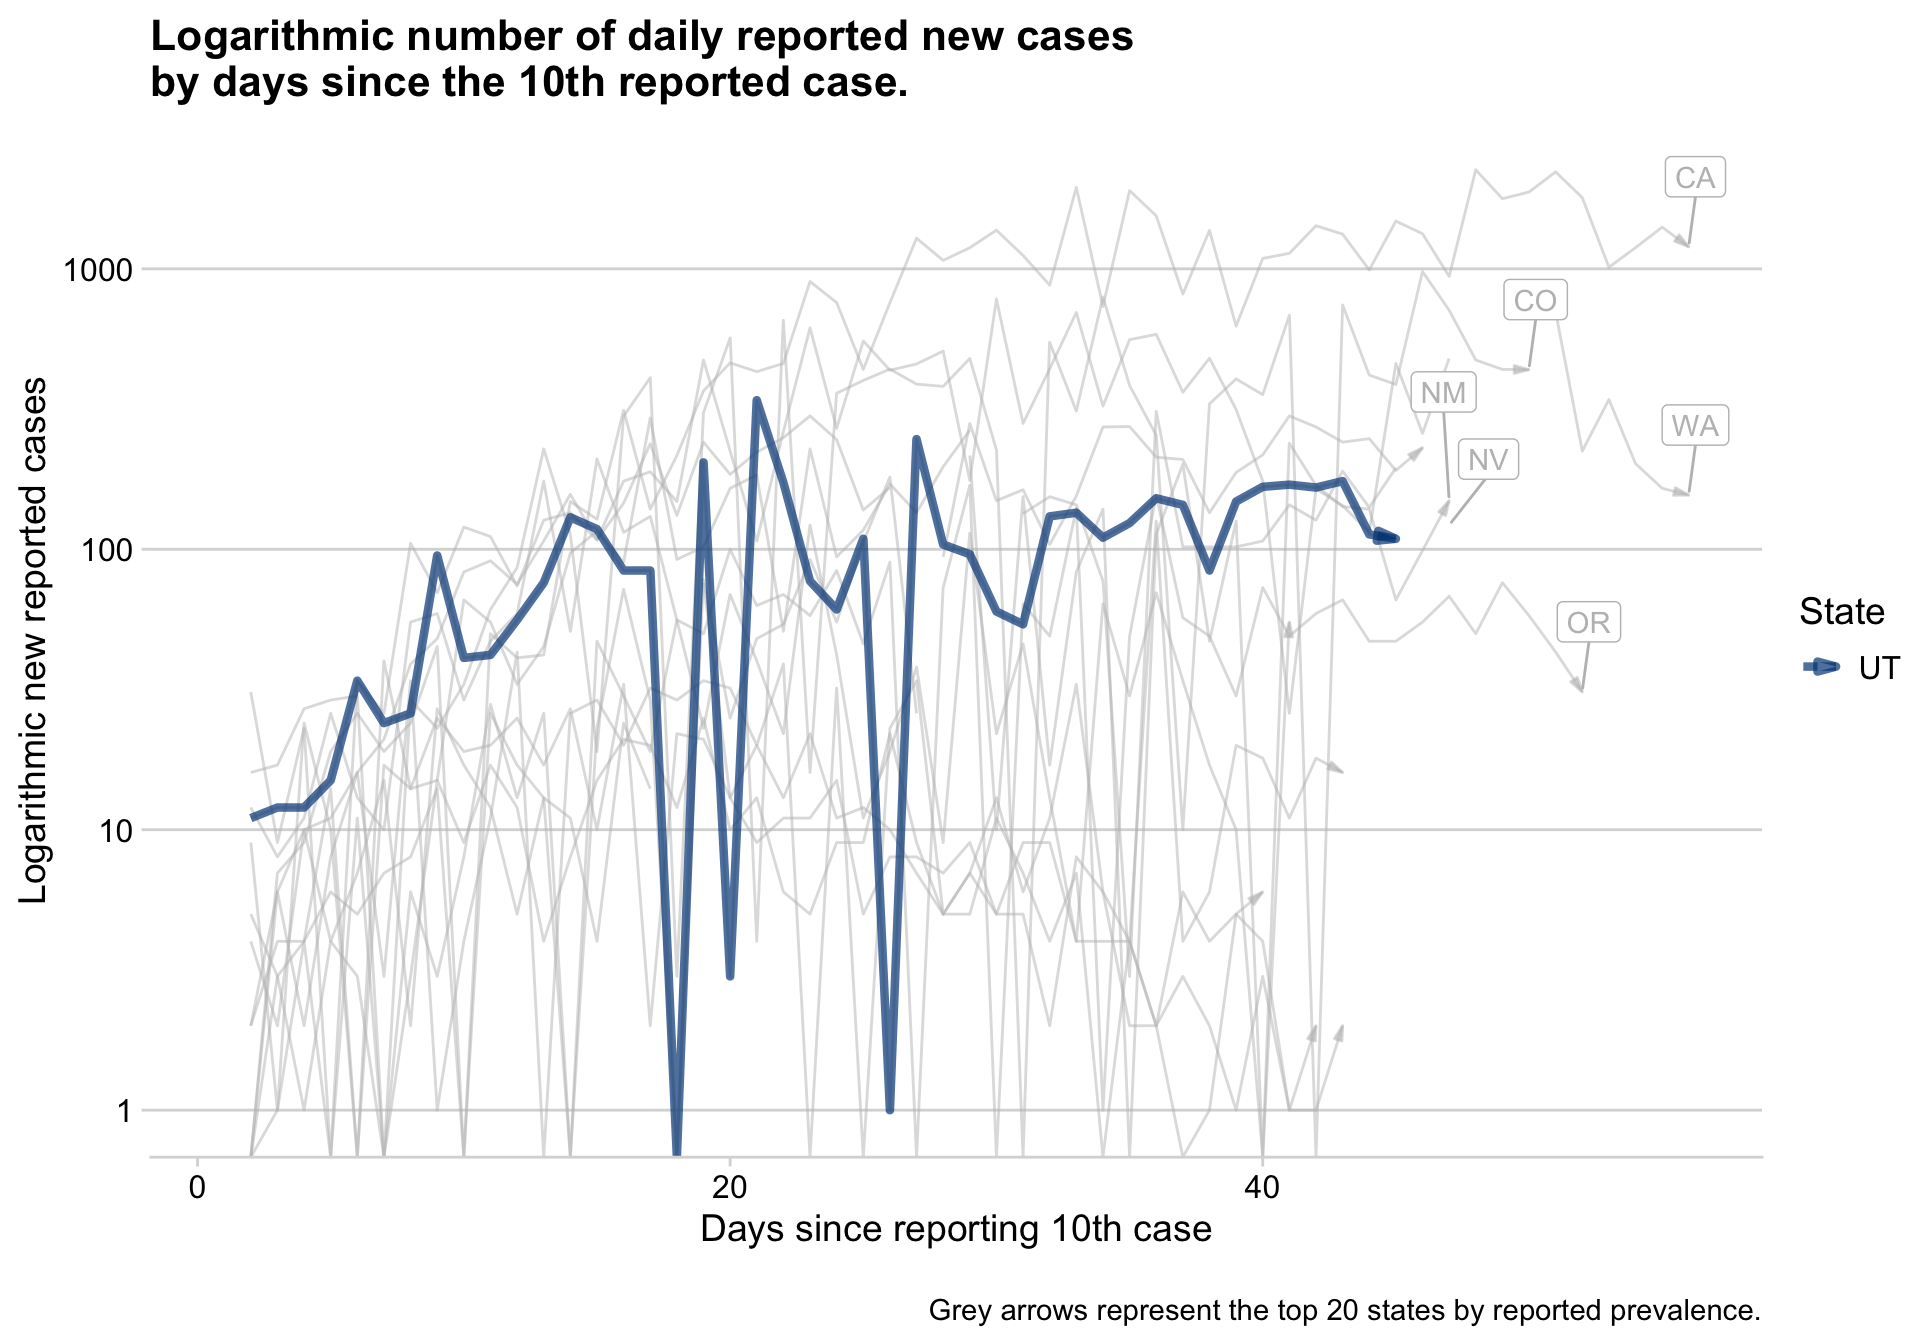 Logarithmic number of daily reported new cases
by days since the 10th reported case.
CA
1000
CO
NM
WA
NV
100
OR
10
1
0
20
40
Logarithmic new reported cases
Days since reporting 10th case
State
UT
Grey arrows represent the top 20 states by reported prevalence.